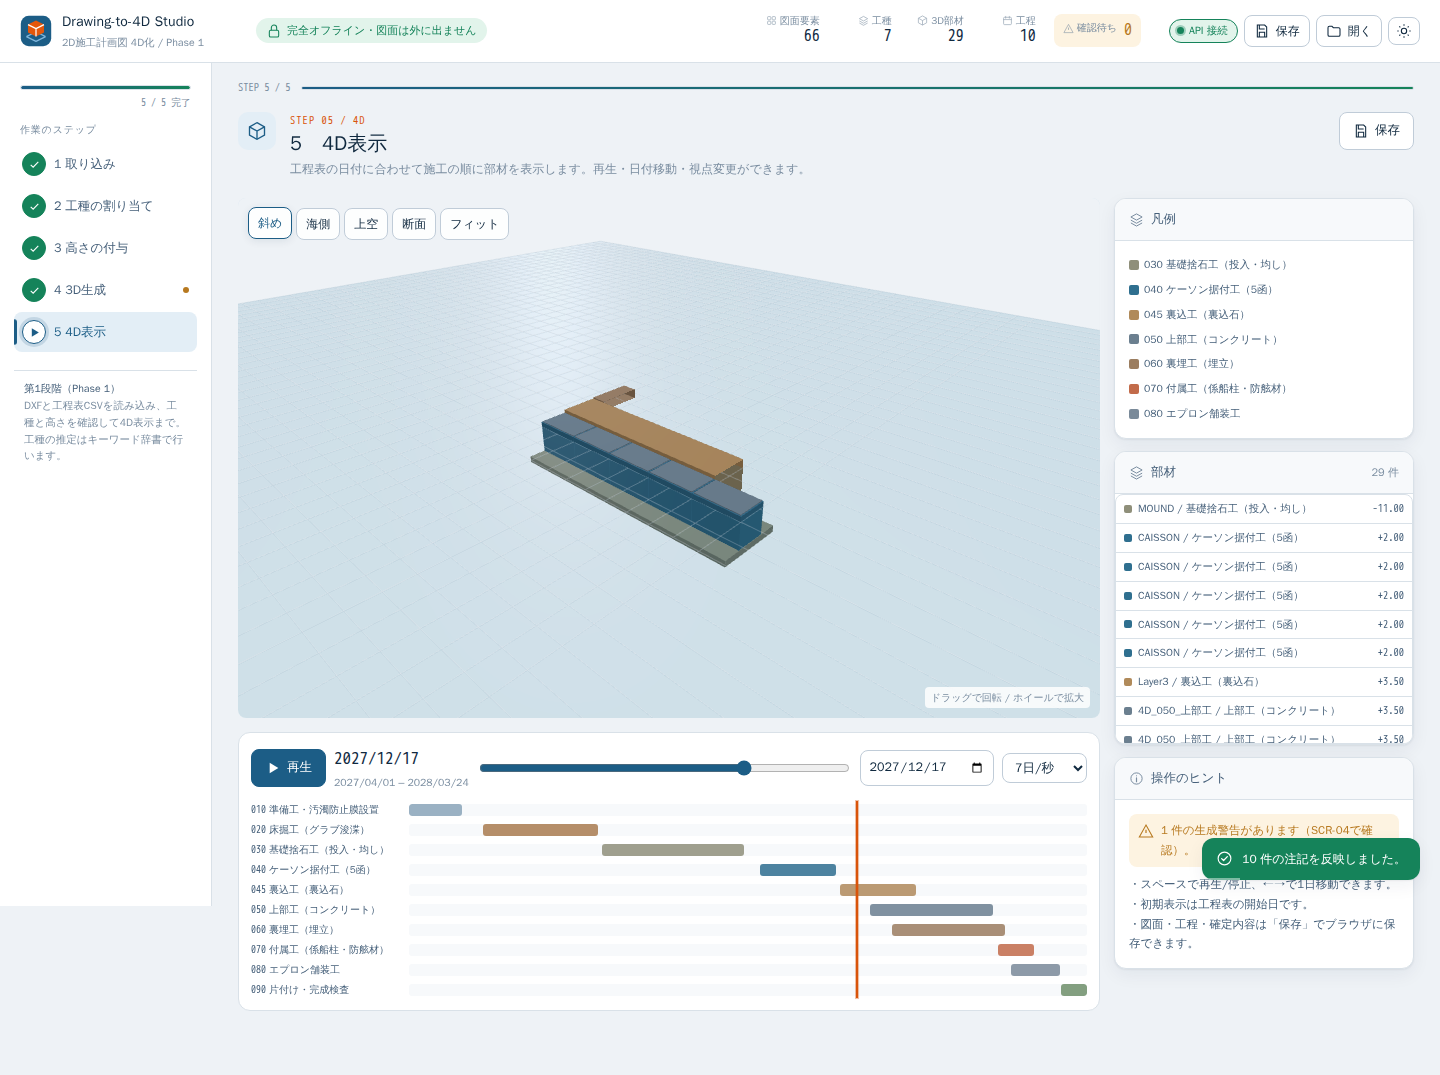 Drawing-to-4D Studio
2D施工計画図 4D化 / Phase 1
完全オフライン・図面は外に出ません
図面要素
66
工種
7
3D部材
29
工程
10
確認待ち 0
API 接続
保存
開く
5 / 5 完了
作業のステップ
1 取り込み
2 工種の割り当て
3 高さの付与
4 3D生成
5 4D表示
第1段階（Phase 1）
DXFと工程表CSVを読み込み、工
種と高さを確認して4D表示まで。
工種の推定はキーワード辞書で行
います。
STEP 5 / 5
STEP 05 / 4D
5 4D表示
工程表の日付に合わせて施工の順に部材を表示します。再生・日付移動・視点変更ができます。
保存
斜め
海側
上空
断面
フィット
ドラッグで回転 / ホイールで拡大
凡例
030 基礎捨石工（投入・均し）
040 ケーソン据付工（5函）
045 裏込工（裏込石）
050 上部工（コンクリート）
060 裏埋工（埋立）
070 付属工（係船柱・防舷材）
080 エプロン舗装工
部材
29 件
MOUND / 基礎捨石工（投入・均し） -11.00
CAISSON / ケーソン据付工（5函） +2.00
CAISSON / ケーソン据付工（5函） +2.00
CAISSON / ケーソン据付工（5函） +2.00
CAISSON / ケーソン据付工（5函） +2.00
CAISSON / ケーソン据付工（5函） +2.00
Layer3 / 裏込工（裏込石） +3.50
4D_050_上部工 / 上部工（コンクリート） +3.50
4D_050_上部工 / 上部工（コンクリート） +3.50
再生
2027/12/17
2027/04/01 – 2028/03/24
2027/12/17
7日/秒
010 準備工・汚濁防止膜設置
020 床掘工（グラブ浚渫）
030 基礎捨石工（投入・均し）
040 ケーソン据付工（5函）
045 裏込工（裏込石）
050 上部工（コンクリート）
060 裏埋工（埋立）
070 付属工（係船柱・防舷材）
080 エプロン舗装工
090 片付け・完成検査
操作のヒント
1 件の生成警告があります（SCR-04で確
認）。
10 件の注記を反映しました。
・スペースで再生/停止、←→で1日移動できます。
・初期表示は工程表の開始日です。
・図面・工程・確定内容は「保存」でブラウザに保
存できます。